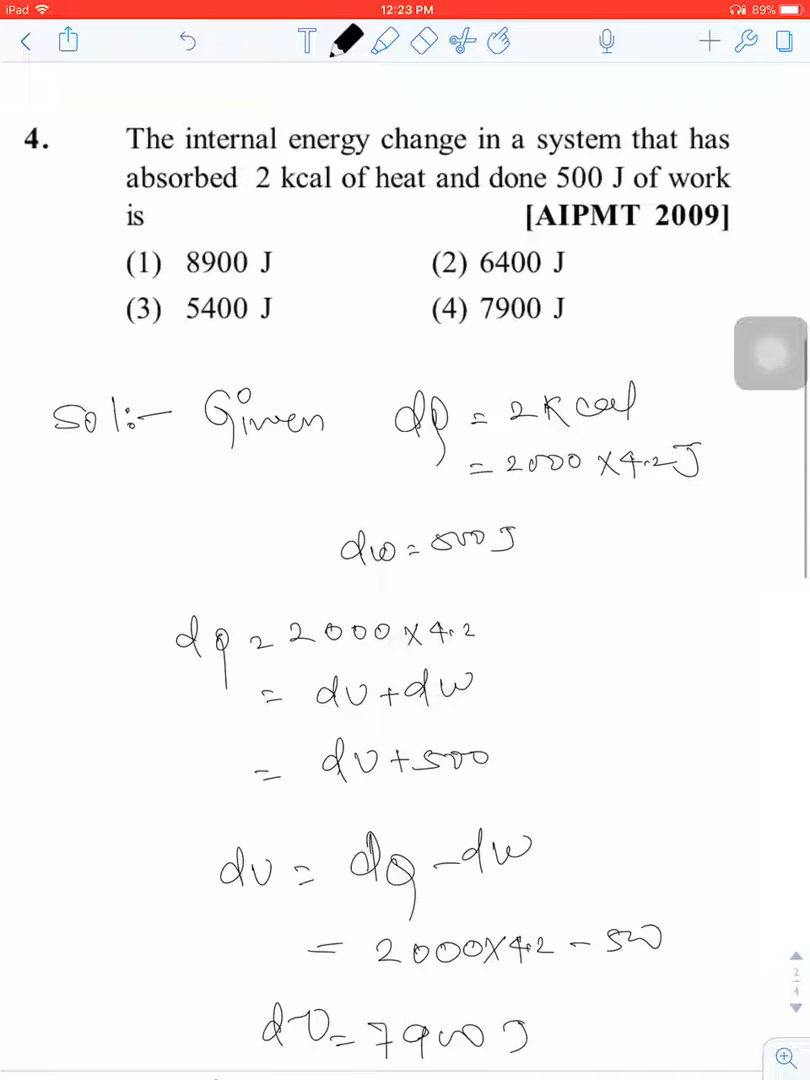 iPad 12:23 PM 89%
T
4. The internal energy change in a system that has
absorbed 2 kcal of heat and done 500 J of work
is [AIPMT 2009]
(1) 8900 J (2) 6400 J
(3) 5400 J (4) 7900 J
Sol:- Given dQ = 2 Kcal
= 2000 X 4.2 J
dw = 500 J
dQ = 2000 X 4.2
= dU + dW
= dU + 500
dU = dQ - dW
= 2000 X 4.2 - 500
dU = 7900 J
2
4